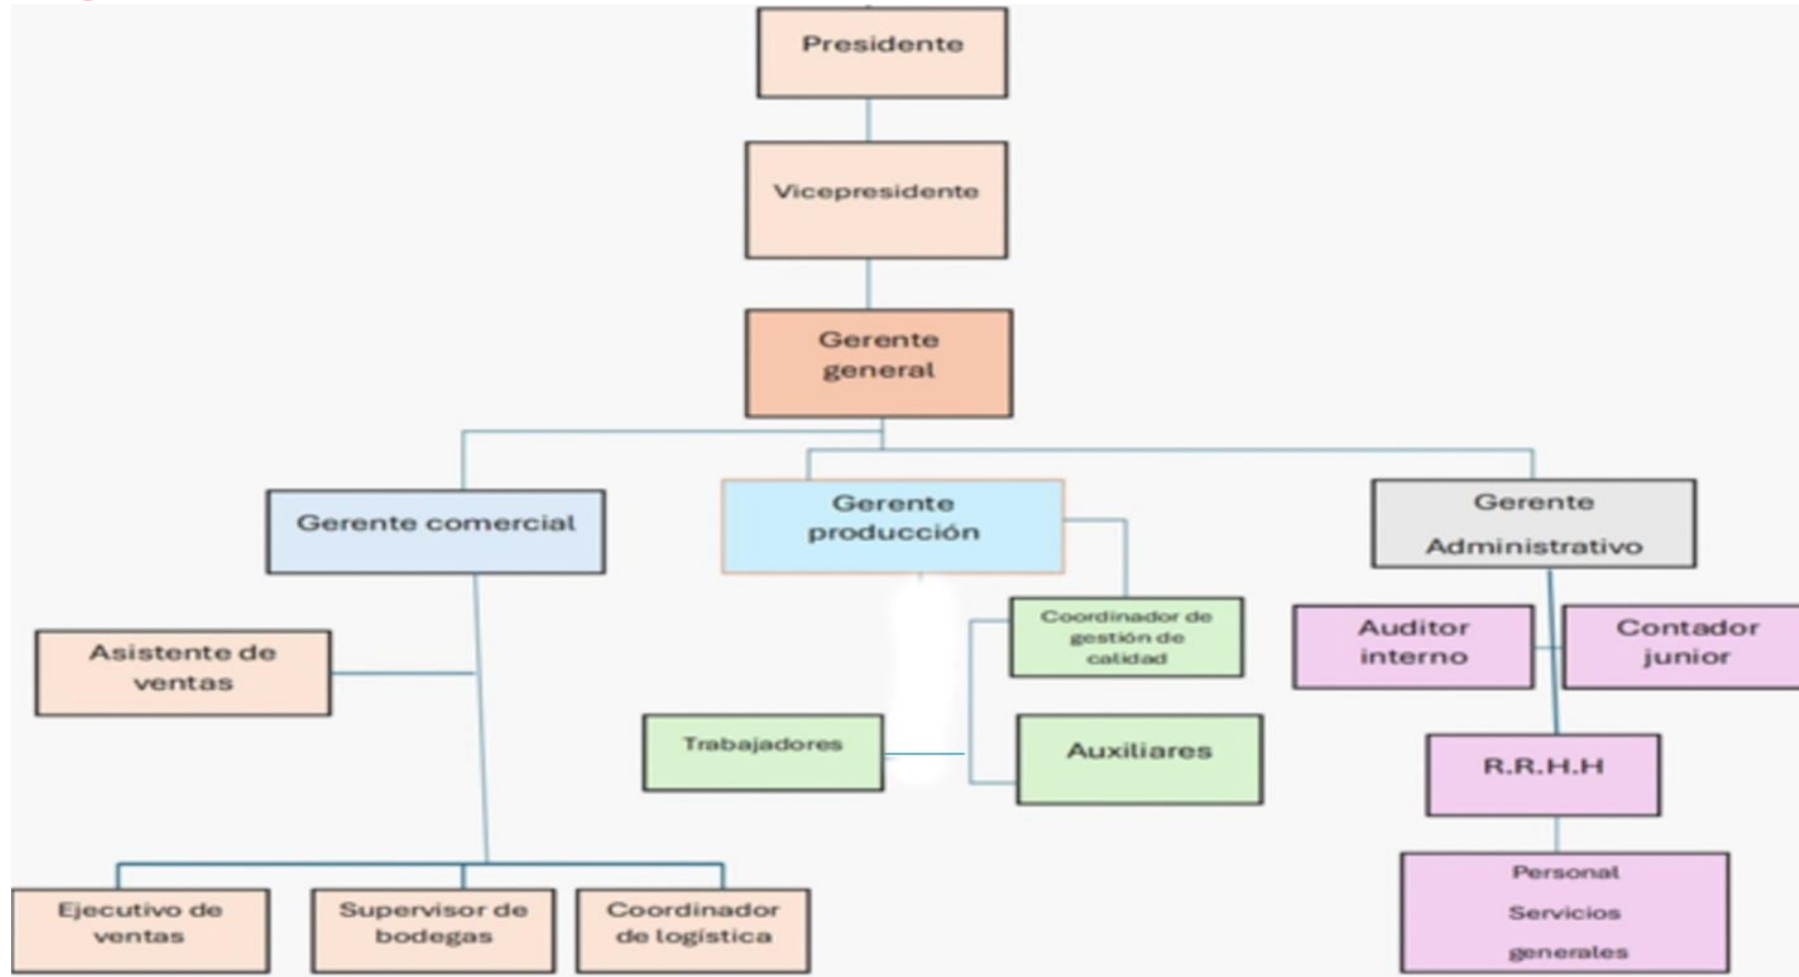 Presidente
Vicepresidente
Gerente
general
Gerente comercial
Gerente
producción
Gerente
Administrativo
Asistente de
ventas
Coordinador de
gestión de
calidad
Auditor
interno
Contador
junior
Trabajadores
Auxiliares
R.R.H.H
Ejecutivo de
ventas
Supervisor de
bodegas
Coordinador
de logística
Personal
Servicios
generales